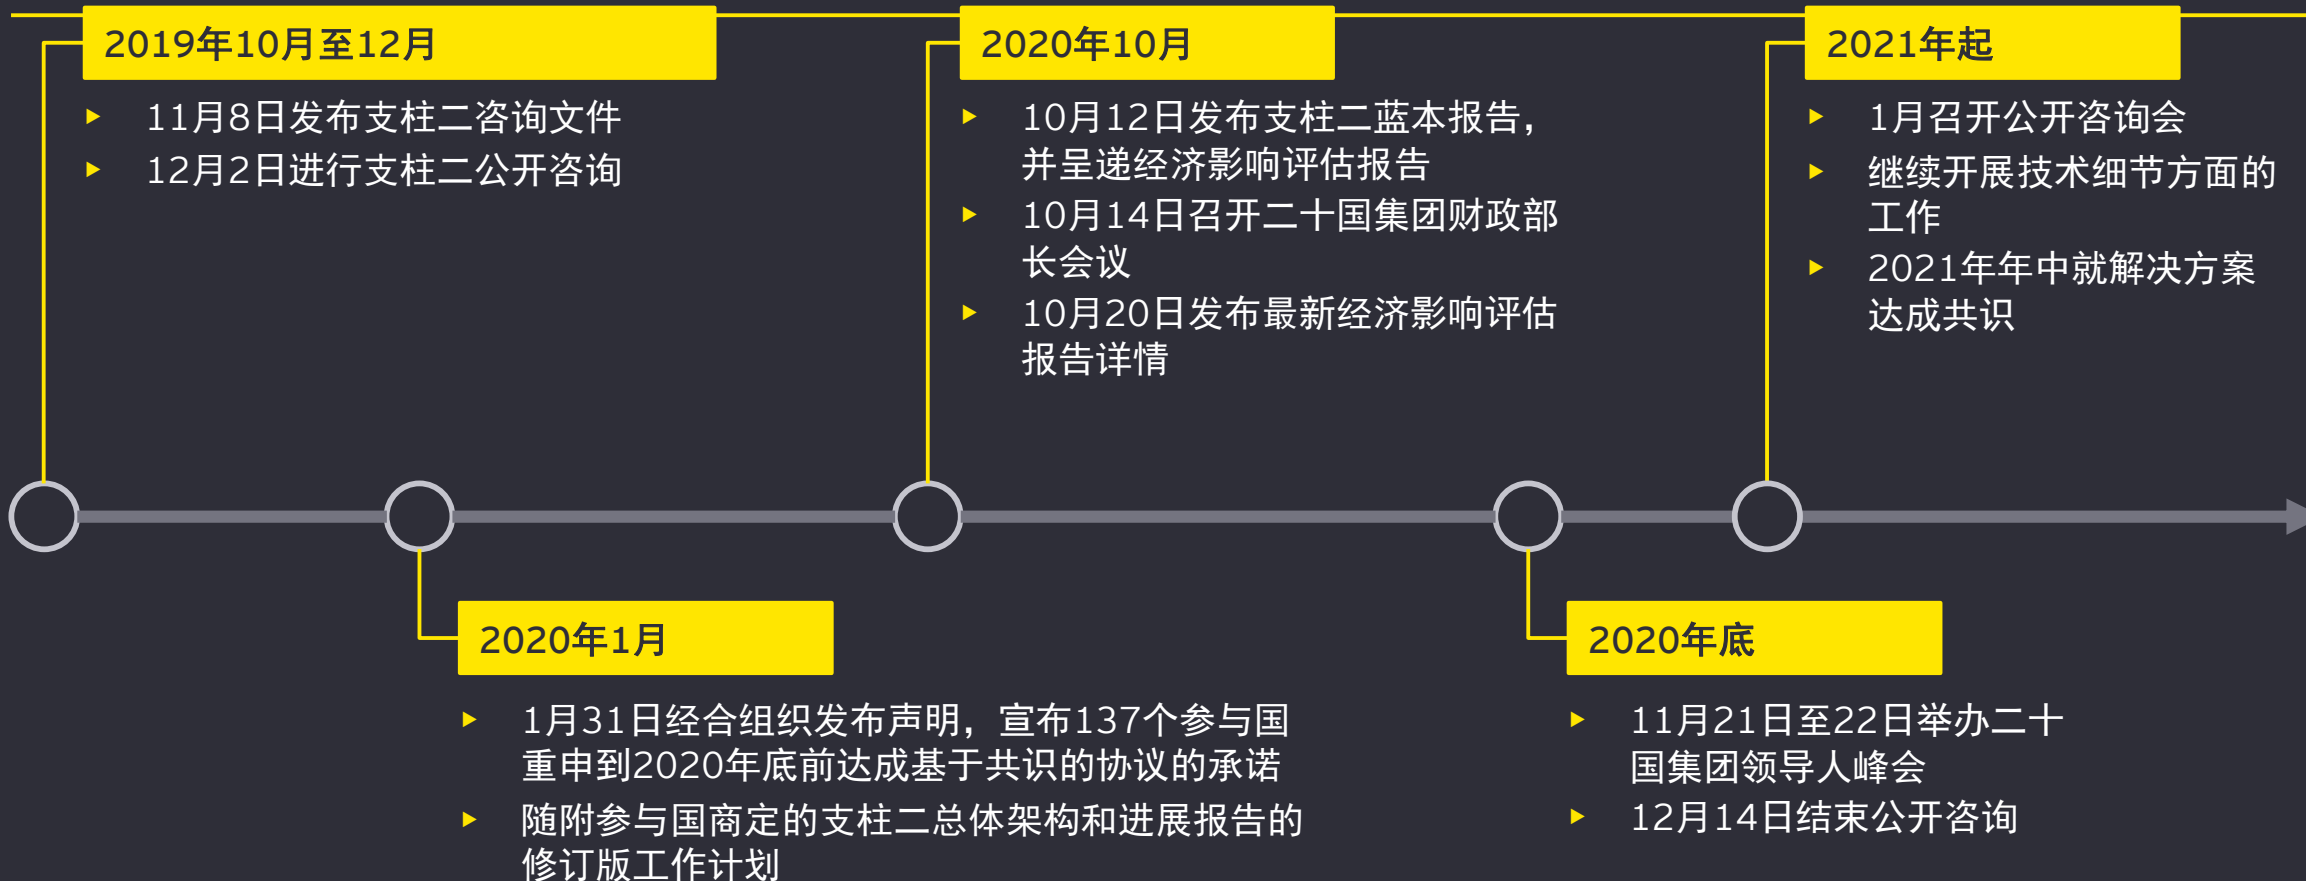 2019年10月至12月
11月8日发布支柱二咨询文件
12月2日进行支柱二公开咨询
2020年10月
10月12日发布支柱二蓝本报告，
并呈递经济影响评估报告
10月14日召开二十国集团财政部
长会议
10月20日发布最新经济影响评估
报告详情
2021年起
1月召开公开咨询会
继续开展技术细节方面的
工作
2021年年中就解决方案
达成共识
2020年1月
1月31日经合组织发布声明，宣布137个参与国
重申到2020年底前达成基于共识的协议的承诺
随附参与国商定的支柱二总体架构和进展报告的
修订版工作计划
2020年底
11月21日至22日举办二十
国集团领导人峰会
12月14日结束公开咨询